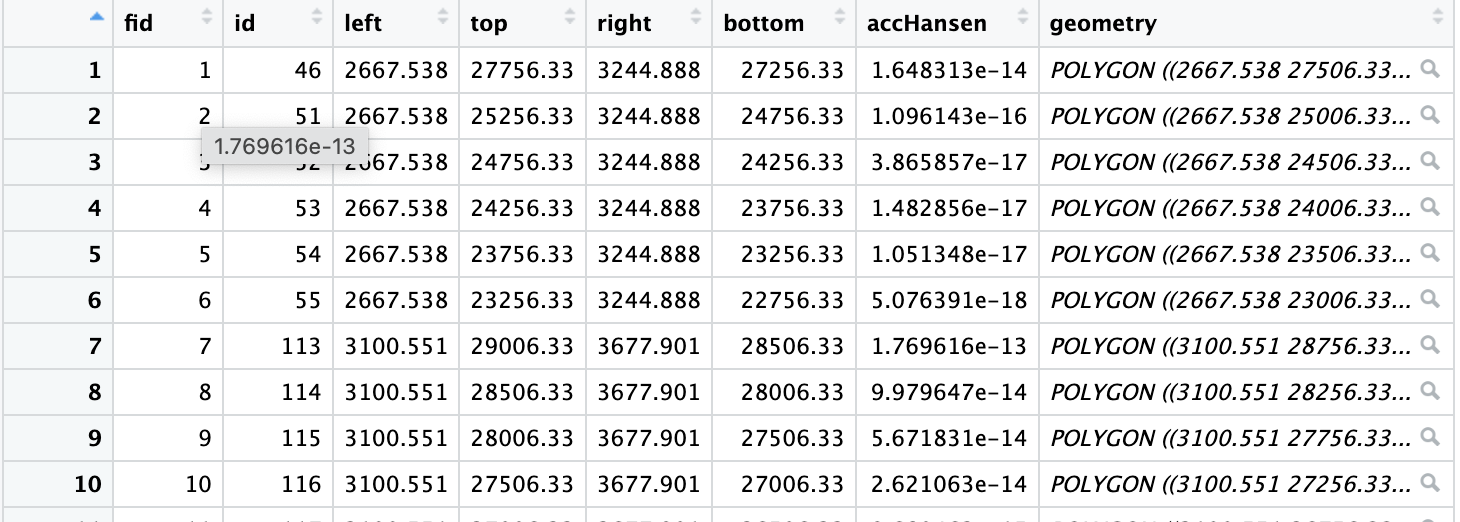 fid id left top right bottom accHansen geometry
1 1 46 2667.538 27756.33 3244.888 27256.33 1.648313e-14 POLYGON ((2667.538 27506.33...
2 2 51 2667.538 25256.33 3244.888 24756.33 1.096143e-16 POLYGON ((2667.538 25006.33...
1.769616e-13
3 3 52 2667.538 24756.33 3244.888 24256.33 3.865857e-17 POLYGON ((2667.538 24506.33...
4 4 53 2667.538 24256.33 3244.888 23756.33 1.482856e-17 POLYGON ((2667.538 24006.33...
5 5 54 2667.538 23756.33 3244.888 23256.33 1.051348e-17 POLYGON ((2667.538 23506.33...
6 6 55 2667.538 23256.33 3244.888 22756.33 5.076391e-18 POLYGON ((2667.538 23006.33...
7 7 113 3100.551 29006.33 3677.901 28506.33 1.769616e-13 POLYGON ((3100.551 28756.33...
8 8 114 3100.551 28506.33 3677.901 28006.33 9.979647e-14 POLYGON ((3100.551 28256.33...
9 9 115 3100.551 28006.33 3677.901 27506.33 5.671831e-14 POLYGON ((3100.551 27756.33...
10 10 116 3100.551 27506.33 3677.901 27006.33 2.621063e-14 POLYGON ((3100.551 27256.33...